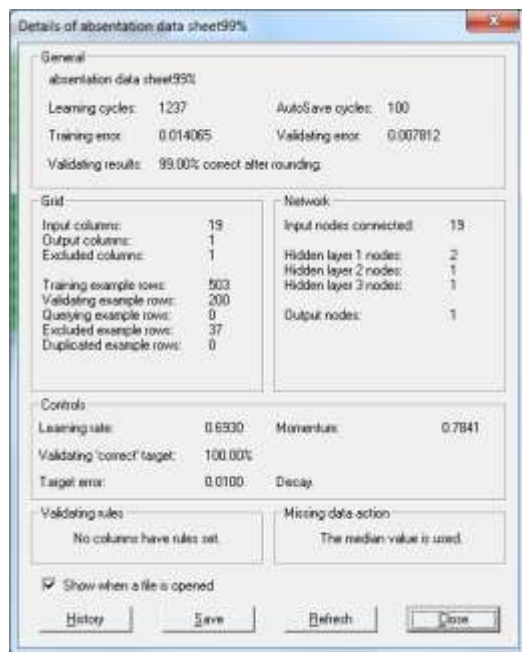 Details of absentation data sheet99%
General
absentation data sheet99%
Learning cycles: 1237 AutoSave cycles: 100
Training error: 0.014065 Validating error: 0.007812
Validating results: 99.00% correct after rounding.
Grid
Input columns: 19
Output columns: 1
Excluded columns: 1
Training example rows: 503
Validating example rows: 200
Querying example rows: 0
Excluded example rows: 37
Duplicated example rows: 0
Network
Input nodes connected: 19
Hidden layer 1 nodes: 2
Hidden layer 2 nodes: 1
Hidden layer 3 nodes: 1
Output nodes: 1
Controls
Learning rate: 0.6930 Momentum: 0.7841
Validating 'correct' target: 100.00%
Target error: 0.0100 Decay.
Validating rules
No columns have rules set.
Missing data action
The median value is used.
Show when a file is opened
History Save Refresh Close